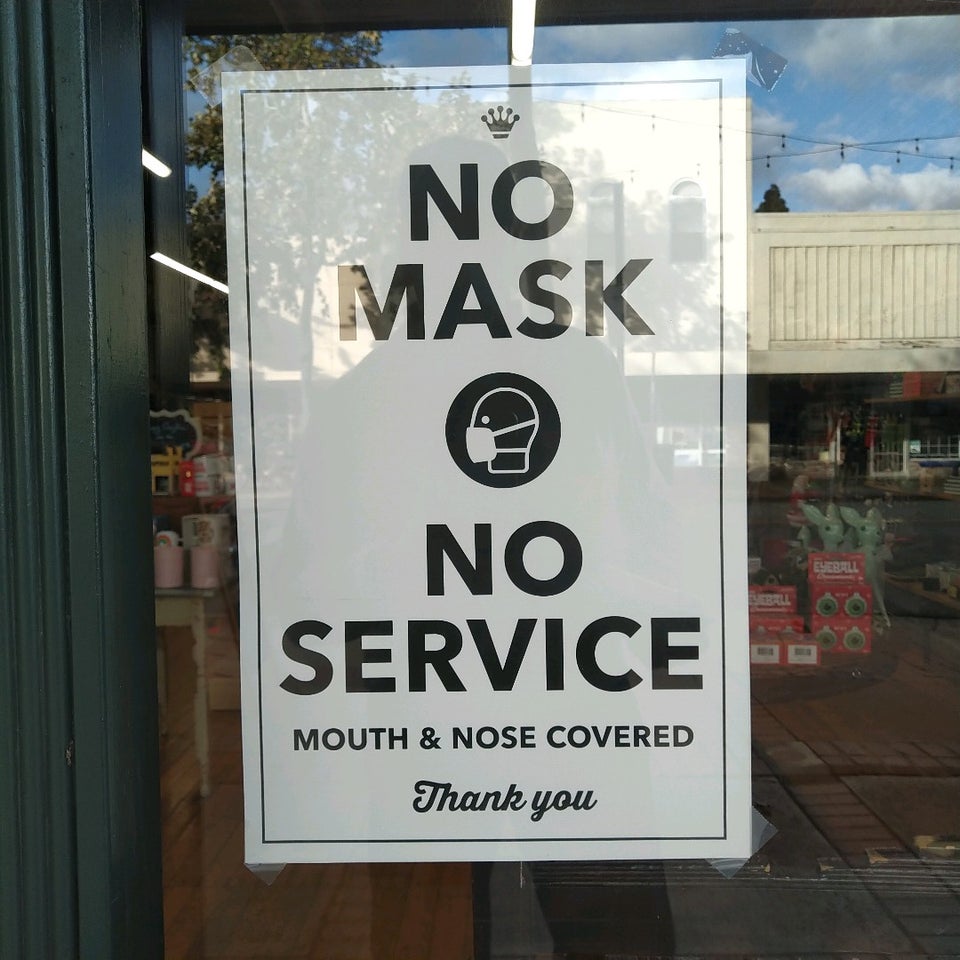 NO
MASK
NO
SERVICE
MOUTH & NOSE COVERED
Thank you
EYEBALL
EYEBALL